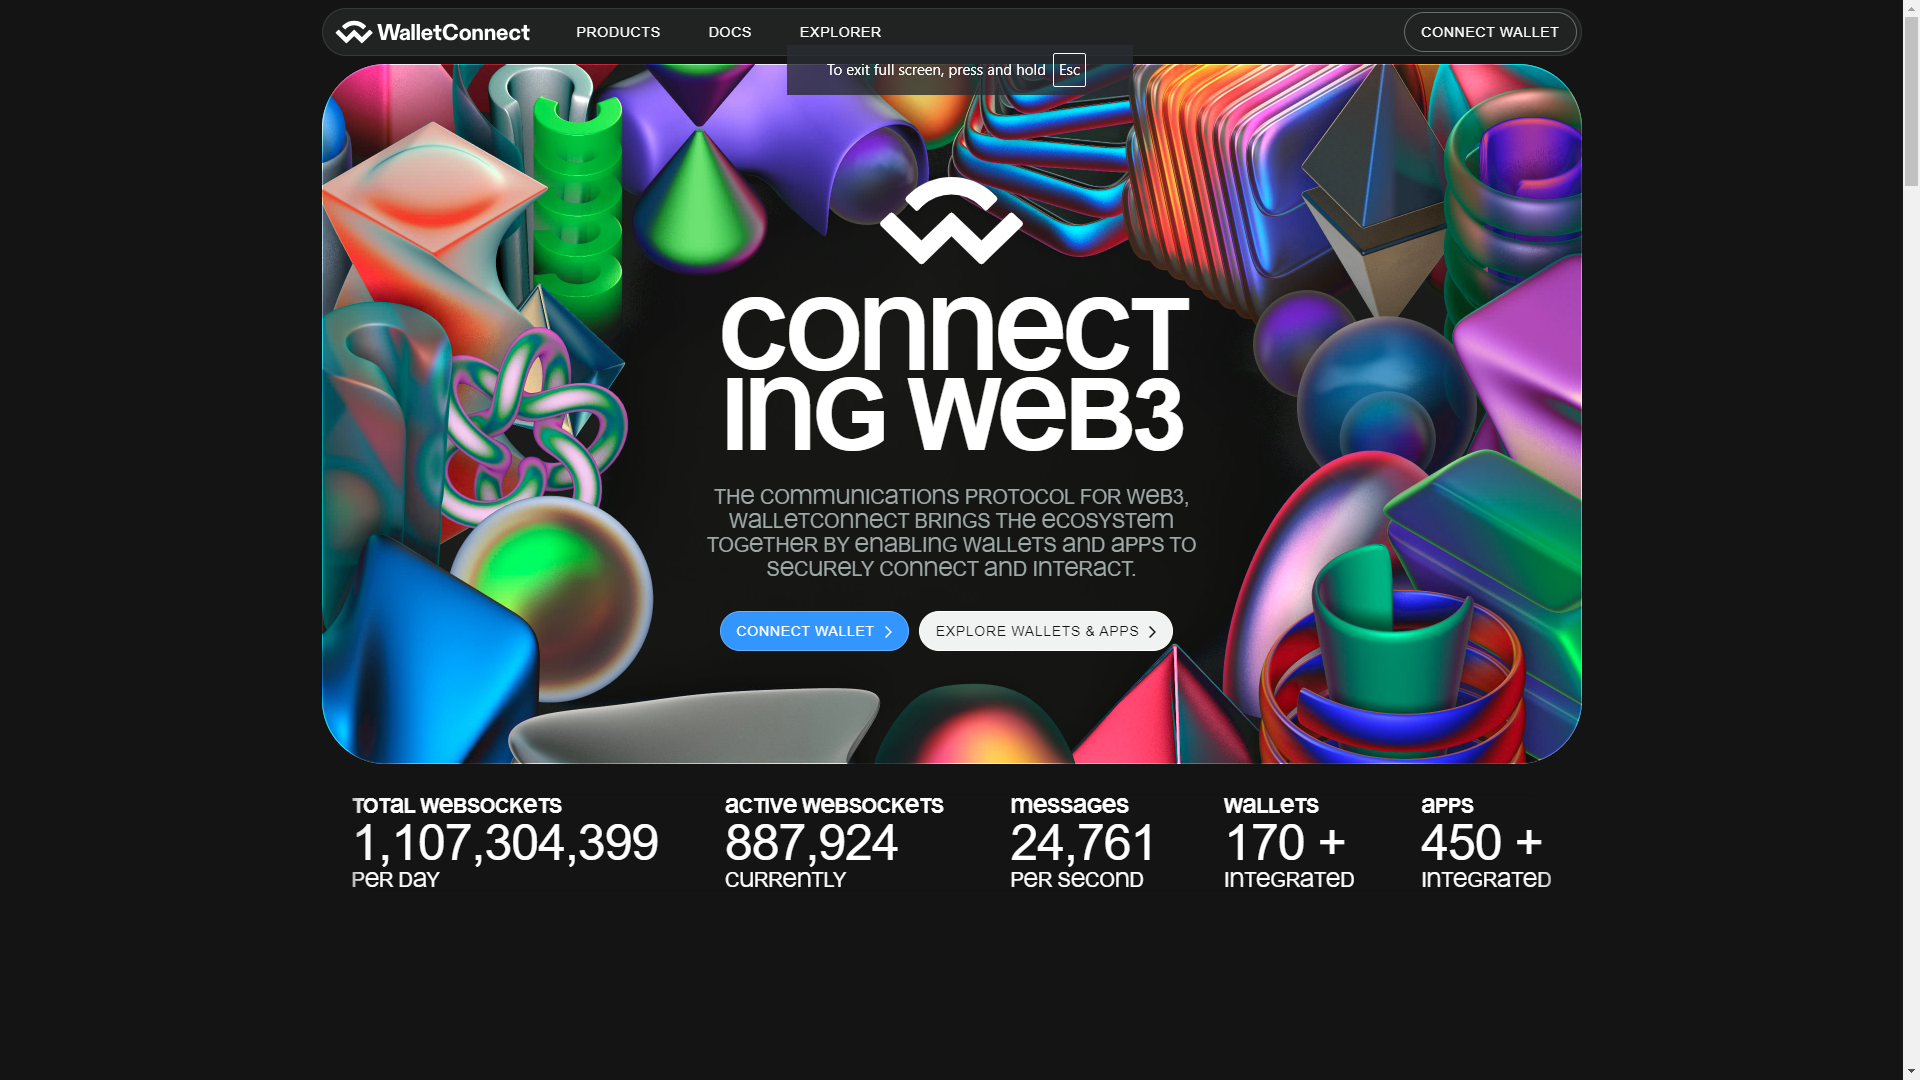 WalletConnect
PRODUCTS
DOCS
EXPLORER
CONNECT WALLET
To exit full screen, press and hold Esc
CONNECT
ING WEB3
THE COMMUNICATIONS PROTOCOL FOR WEB3,
WALLETCONNECT BRINGS THE ECOSYSTEM
TOGETHER BY ENABLING WALLETS AND APPS TO
SECURELY CONNECT AND INTERACT.
CONNECT WALLET
EXPLORE WALLETS & APPS
TOTAL WEBSOCKETS
1,107,304,399
PER DAY
ACTIVE WEBSOCKETS
887,924
CURRENTLY
MESSAGES
24,761
PER SECOND
WALLETS
170 +
INTEGRATED
APPS
450 +
INTEGRATED